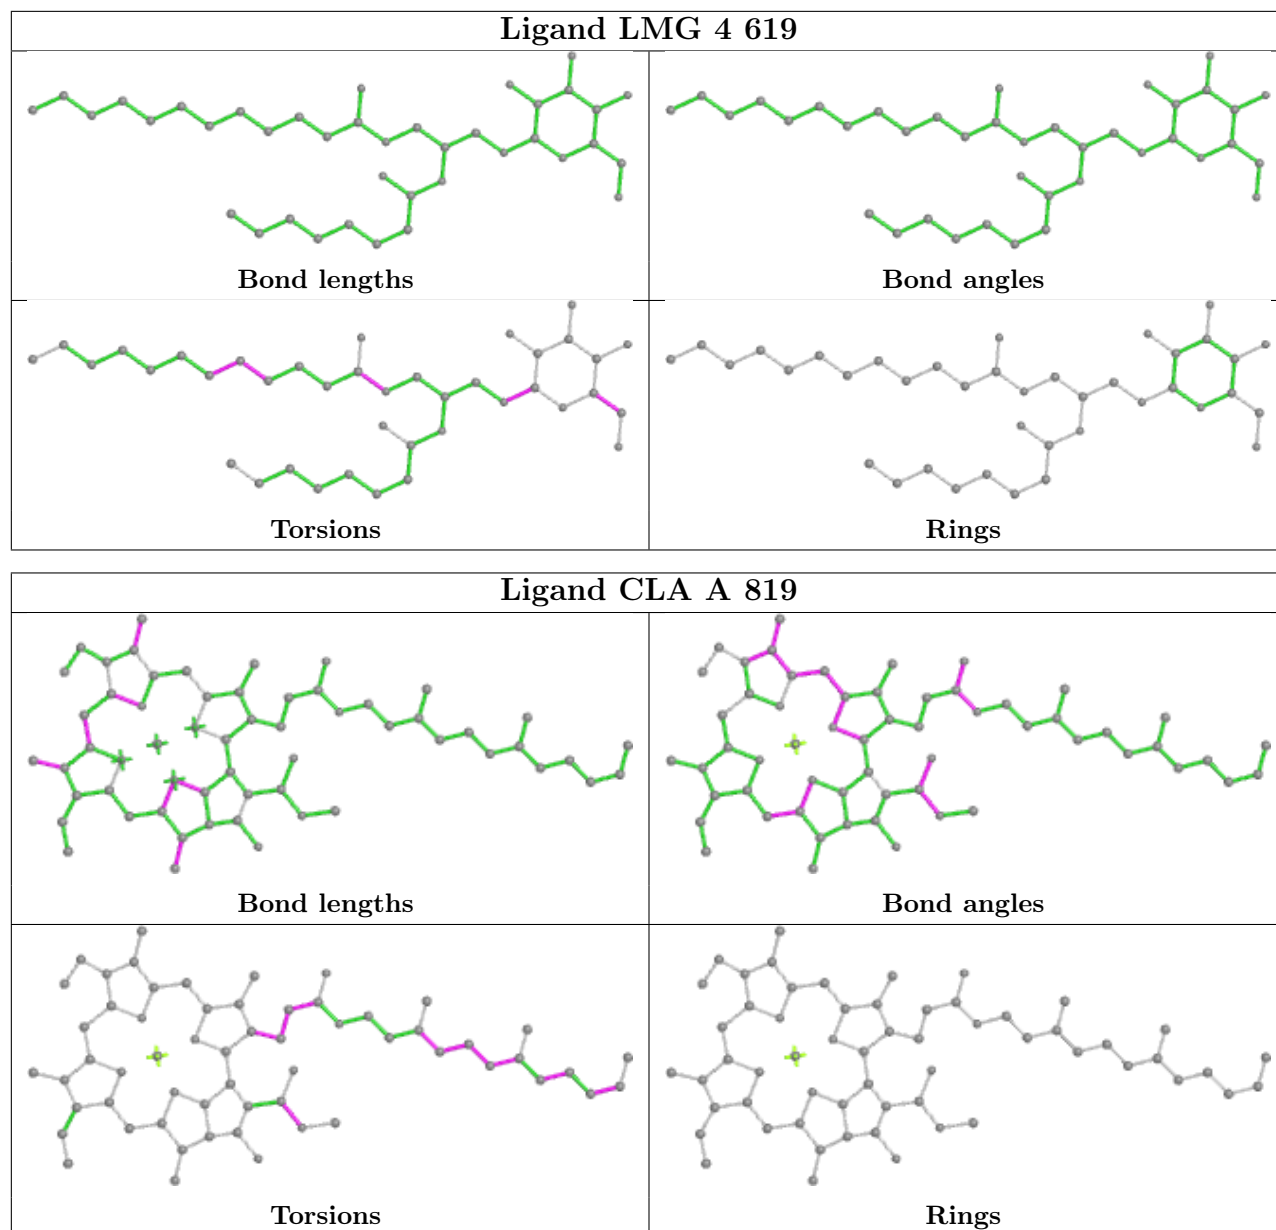 Ligand LMG 4 619
Bond lengths
Bond angles
Torsions
Rings
Ligand CLA A 819
Bond lengths
Bond angles
Torsions
Rings